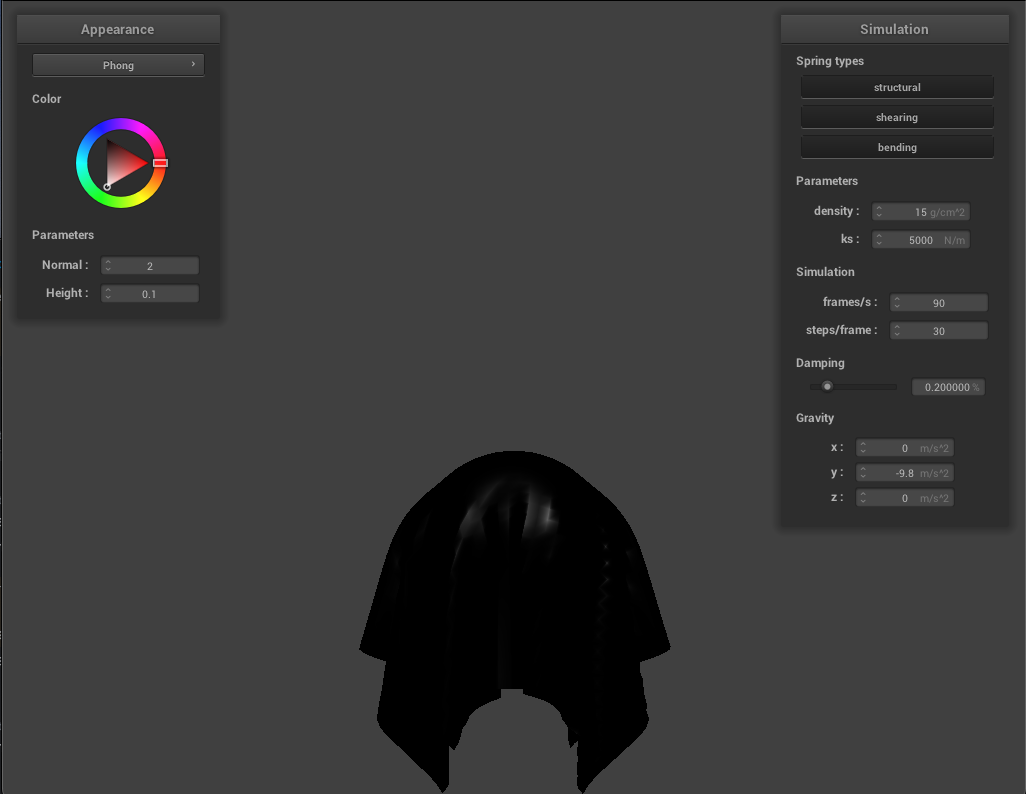 Appearance
Phong
Color
Parameters
Normal : 2
Height : 0.1
Simulation
Spring types
structural
shearing
bending
Parameters
density : 15 g/cm^2
ks : 5000 N/m
Simulation
frames/s : 90
steps/frame : 30
Damping
0.200000 %
Gravity
x : 0 m/s^2
y : -9.8 m/s^2
z : 0 m/s^2